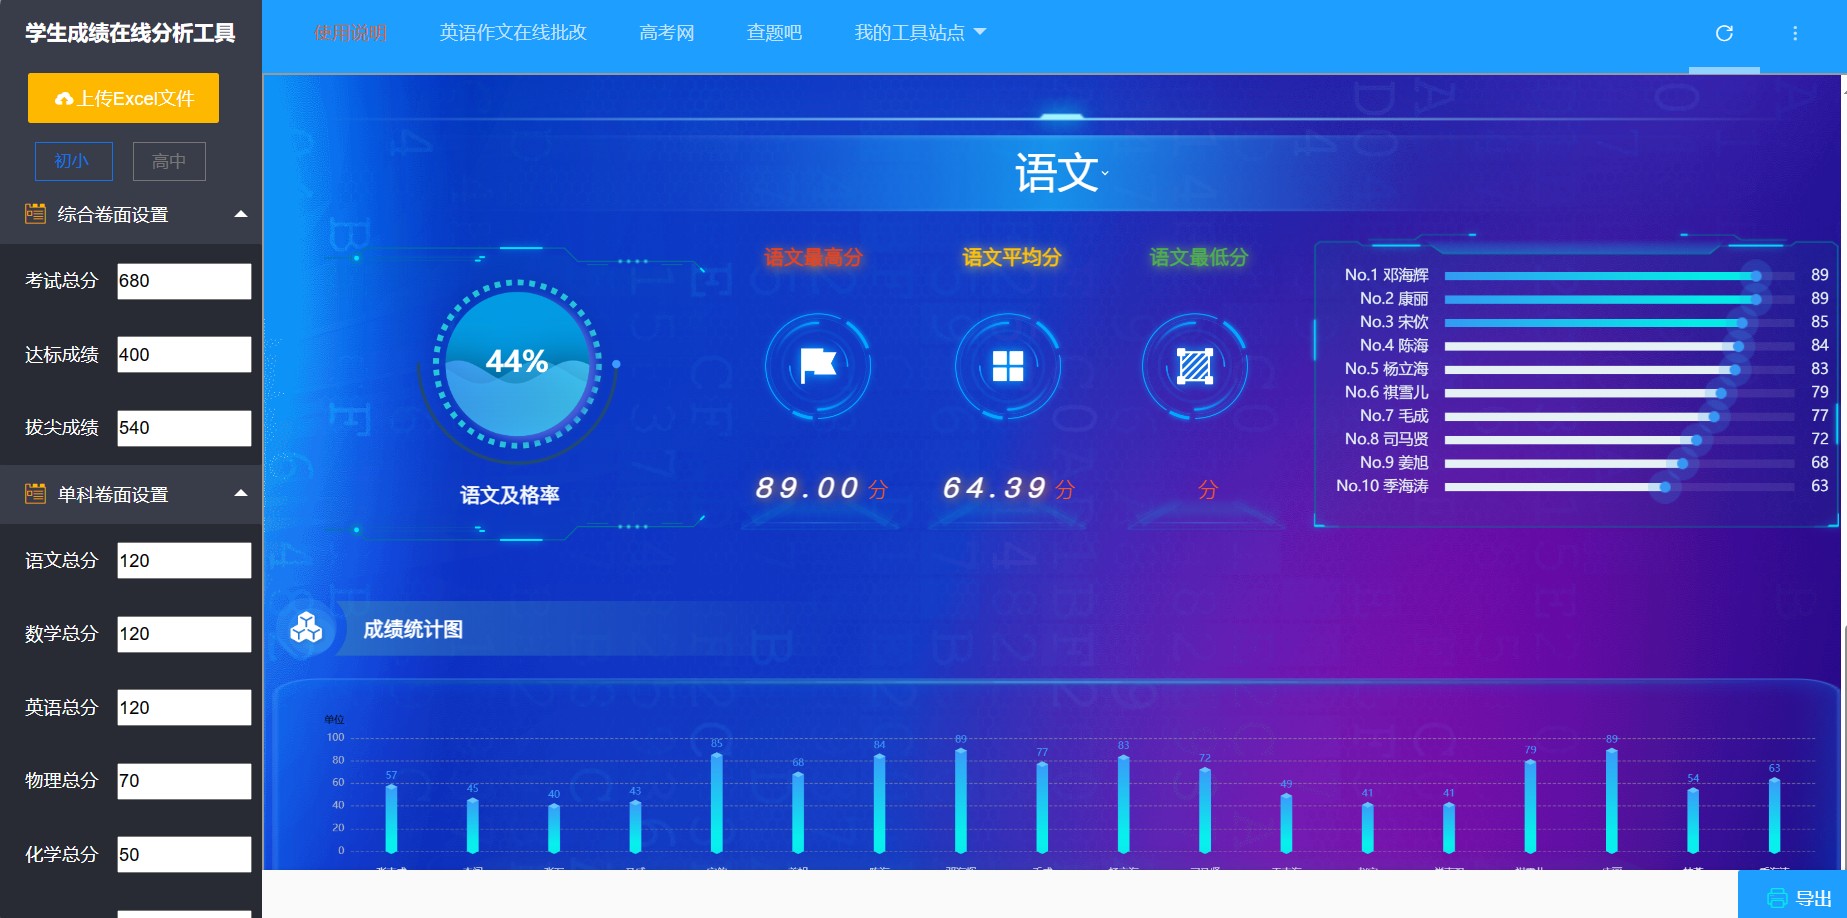 学生成绩在线分析工具
使用说明
英语作文在线批改
高考网
查题吧
我的工具站点
上传Excel文件
初小
高中
综合卷面设置
考试总分
680
达标成绩
400
拔尖成绩
540
单科卷面设置
语文总分
120
数学总分
120
英语总分
120
物理总分
70
化学总分
50
语文
44%
语文及格率
语文最高分
89.00 分
语文平均分
64.39 分
语文最低分
分
No.1 邓海辉 89
No.2 康丽 89
No.3 宋佽 85
No.4 陈海 84
No.5 杨立海 83
No.6 祺雪儿 79
No.7 毛成 77
No.8 司马贤 72
No.9 姜旭 68
No.10 季海涛 63
成绩统计图
单位
100
80
60
40
20
0
57
45
40
43
85
68
84
89
77
83
72
49
41
41
79
89
54
63
导出